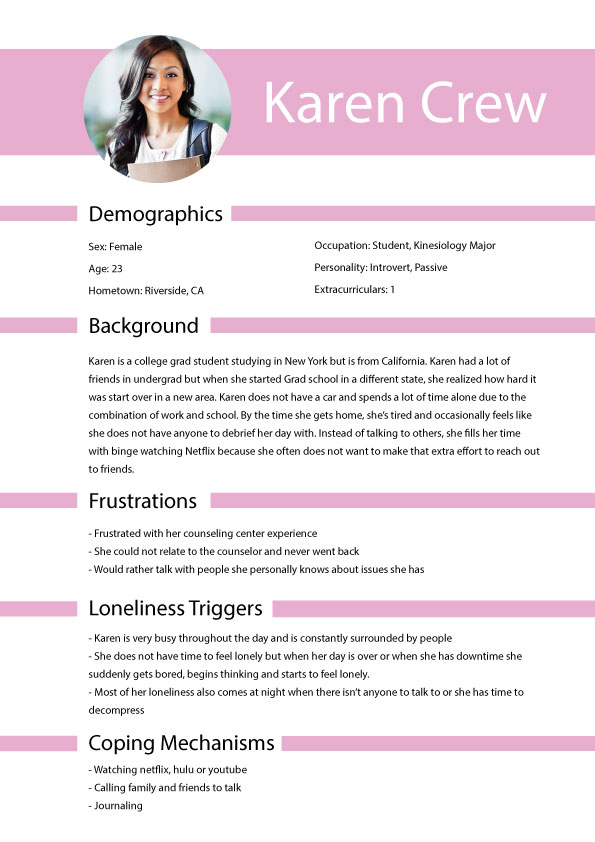 Karen Crew
Demographics
Sex: Female
Age: 23
Hometown: Riverside, CA
Occupation: Student, Kinesiology Major
Personality: Introvert, Passive
Extracurriculars: 1
Background
Karen is a college grad student studying in New York but is from California. Karen had a lot of
friends in undergrad but when she started Grad school in a different state, she realized how hard it
was start over in a new area. Karen does not have a car and spends a lot of time alone due to the
combination of work and school. By the time she gets home, she's tired and occasionally feels like
she does not have anyone to debrief her day with. Instead of talking to others, she fills her time
with binge watching Netflix because she often does not want to make that extra effort to reach out
to friends.
Frustrations
- Frustrated with her counseling center experience
- She could not relate to the counselor and never went back
- Would rather talk with people she personally knows about issues she has
Loneliness Triggers
- Karen is very busy throughout the day and is constantly surrounded by people
- She does not have time to feel lonely but when her day is over or when she has downtime she
suddenly gets bored, begins thinking and starts to feel lonely.
- Most of her loneliness also comes at night when there isn't anyone to talk to or she has time to
decompress
Coping Mechanisms
- Watching netflix, hulu or youtube
- Calling family and friends to talk
- Journaling